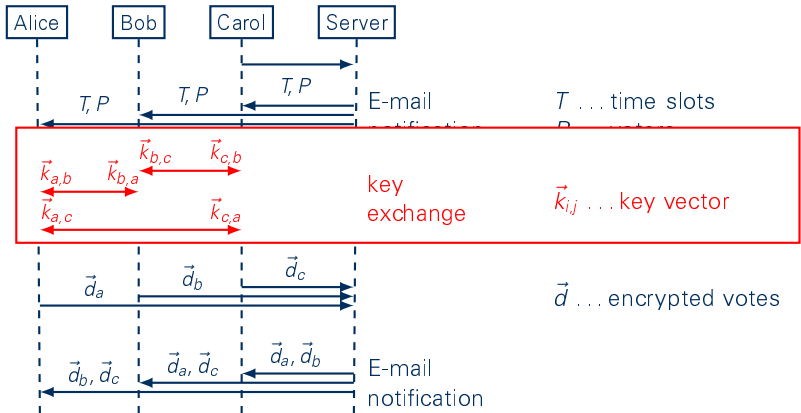 Alice Bob Carol Server
T, P T, P T, P E-mail T ... time slots
k⃗b,c k⃗c,b
k⃗a,b k⃗b,a key
k⃗a,c k⃗c,a exchange k⃗i,j ... key vector
d⃗a d⃗b d⃗c d⃗ ... encrypted votes
d⃗b, d⃗c d⃗a, d⃗c d⃗a, d⃗b E-mail
notification